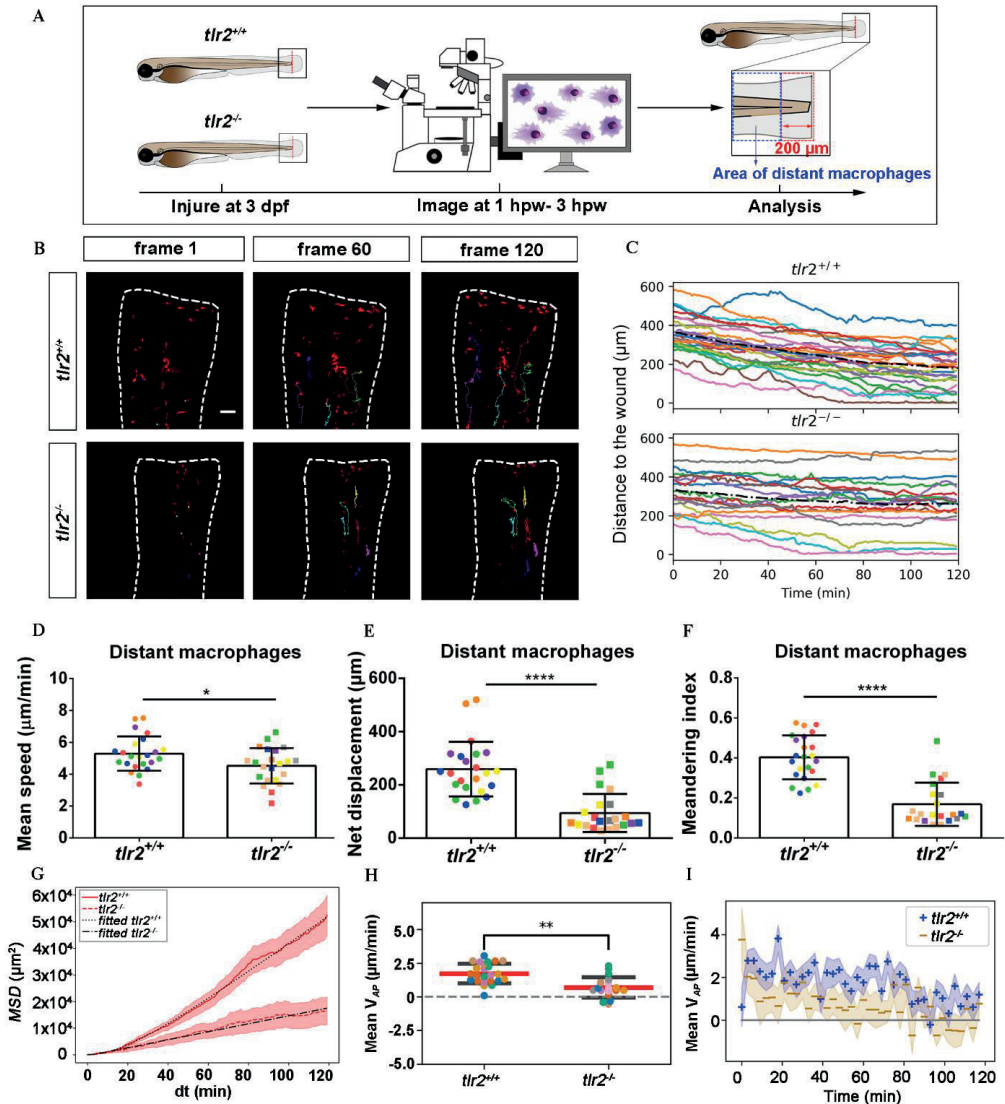 A
tlr2+/+
tlr2-/-
200 µm
Area of distant macrophages
Injure at 3 dpf
Image at 1 hpw- 3 hpw
Analysis
B
frame 1
frame 60
frame 120
tlr2+/+
tlr2-/-
C
tlr2+/+
600
400
200
0
tlr2−/−
600
400
200
0
Distance to the wound (µm)
0 20 40 60 80 100 120
Time (min)
D
Distant macrophages
Mean speed (µm/min)
10
8
6
4
2
0
*
tlr2+/+ tlr2-/-
E
Distant macrophages
Net displacement (µm)
600
400
200
0
****
tlr2+/+ tlr2-/-
F
Distant macrophages
Meandering index
0.8
0.6
0.4
0.2
0.0
****
tlr2+/+ tlr2-/-
G
MSD (µm²)
6x10⁴
5x10⁴
4x10⁴
3x10⁴
2x10⁴
1x10⁴
0
tlr2+/+
tlr2-/-
fitted tlr2+/+
fitted tlr2-/-
0 20 40 60 80 100 120
dt (min)
H
Mean VAP (µm/min)
5.0
2.5
0
-2.5
-5.0
**
tlr2+/+ tlr2-/-
I
Mean VAP (µm/min)
4
2
0
tlr2+/+
tlr2-/-
0 20 40 60 80 100 120
Time (min)